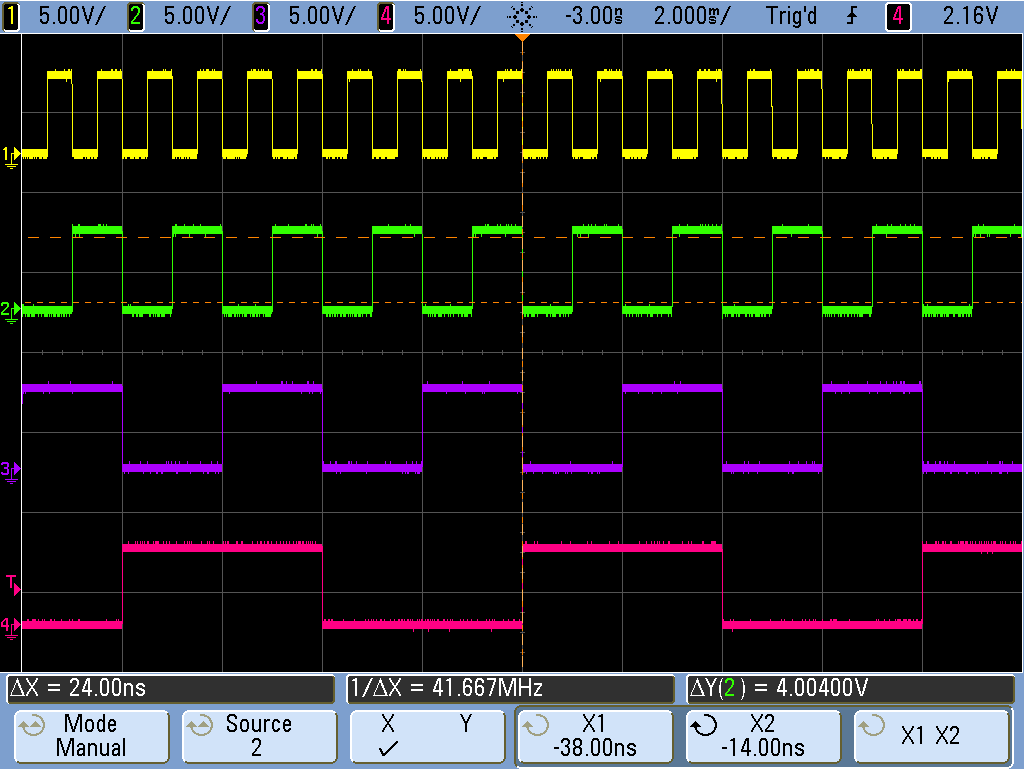 1 5.00V/ 2 5.00V/ 3 5.00V/ 4 5.00V/ -3.00s 2.000m/ Trig'd 4 2.16V
1
2
3
T
4
ΔX = 24.00ns 1/ΔX = 41.667MHz ΔY(2) = 4.00400V
Mode Source X Y X1 X2 X1 X2
Manual 2 ✓ -38.00ns -14.00ns